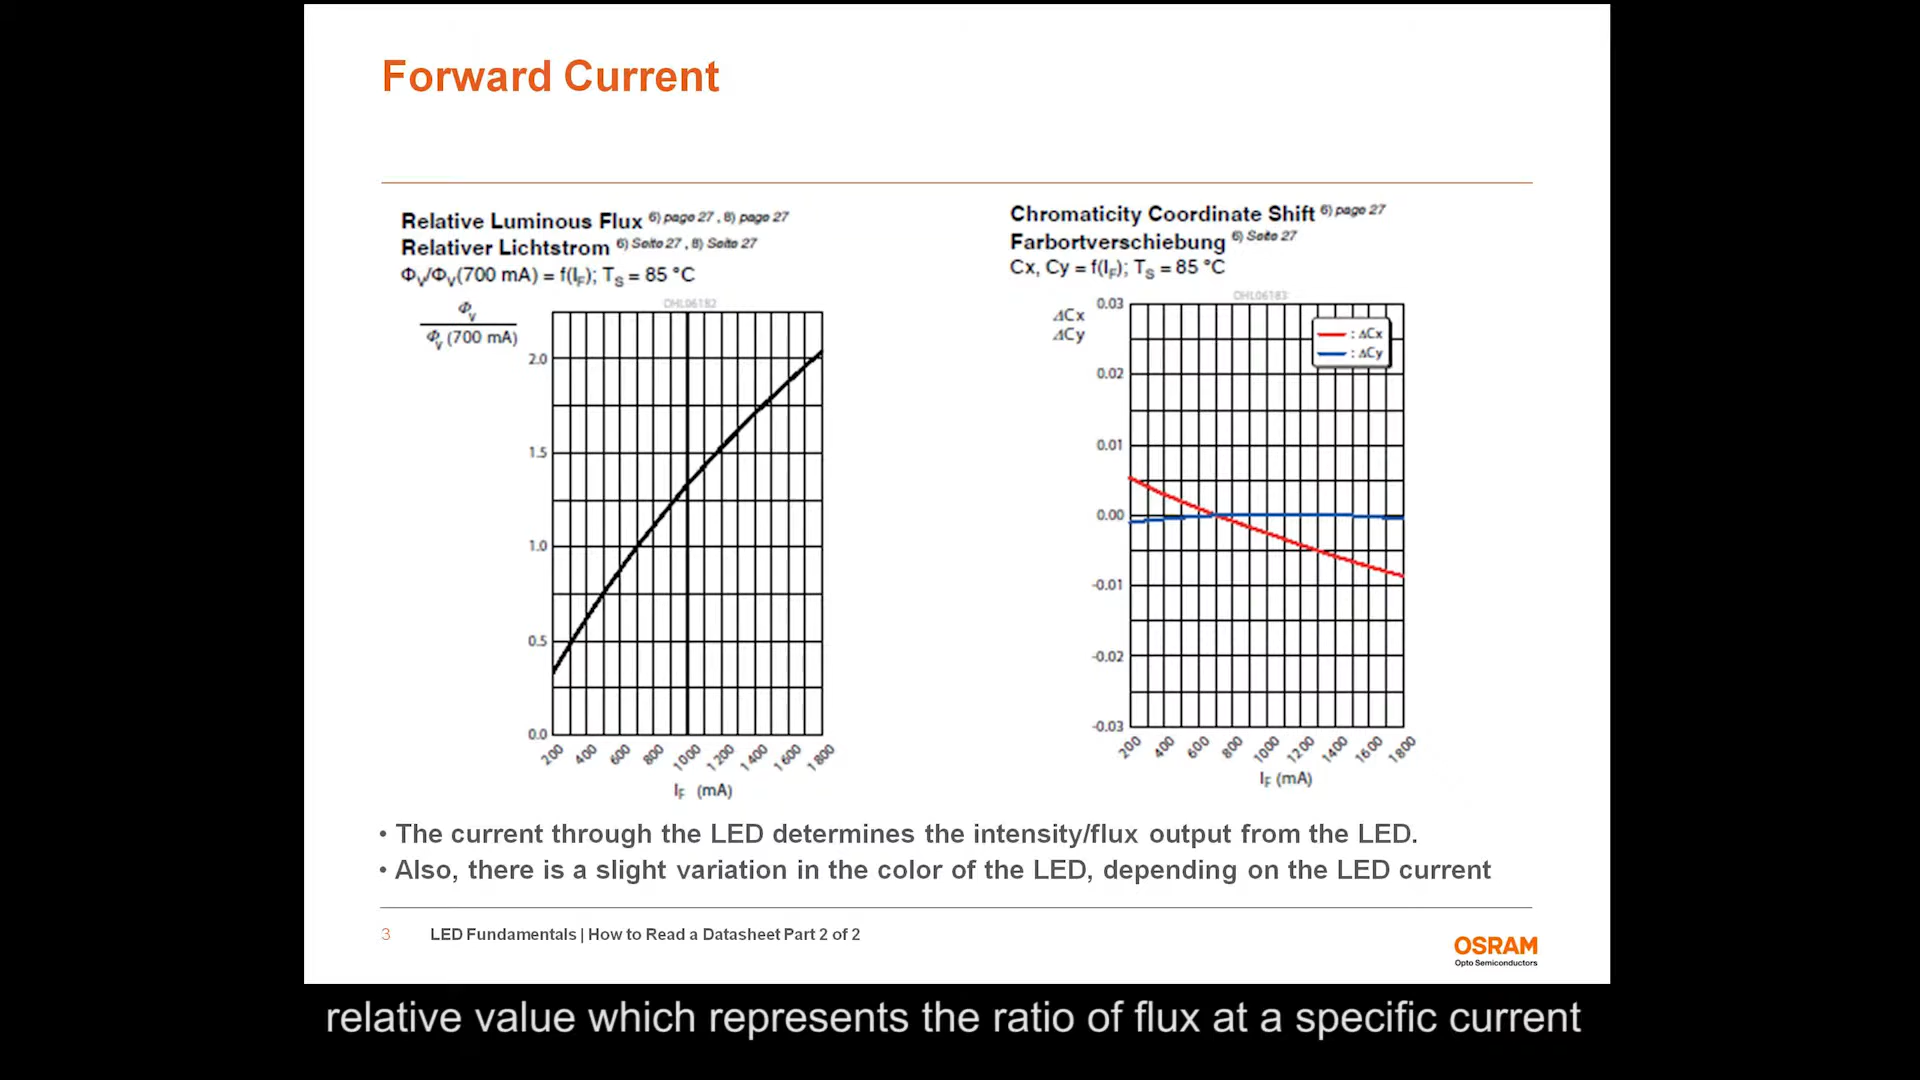 Forward Current
Relative Luminous Flux 6) page 27 , 8) page 27
Relativer Lichtstrom 6) Seite 27 , 8) Seite 27
ΦV/ΦV(700 mA) = f(IF); TS = 85 °C
ΦV
ΦV (700 mA)
OHL06182
2.0
1.5
1.0
0.5
0.0
200 400 600 800 1000 1200 1400 1600 1800
IF (mA)
Chromaticity Coordinate Shift 6) page 27
Farbortverschiebung 6) Seite 27
Cx, Cy = f(IF); TS = 85 °C
ΔCx
ΔCy
OHL06183
0.03
0.02
0.01
0.00
-0.01
-0.02
-0.03
: ΔCx
: ΔCy
200 400 600 800 1000 1200 1400 1600 1800
IF (mA)
• The current through the LED determines the intensity/flux output from the LED.
• Also, there is a slight variation in the color of the LED, depending on the LED current
3 LED Fundamentals | How to Read a Datasheet Part 2 of 2
OSRAM
Opto Semiconductors
relative value which represents the ratio of flux at a specific current